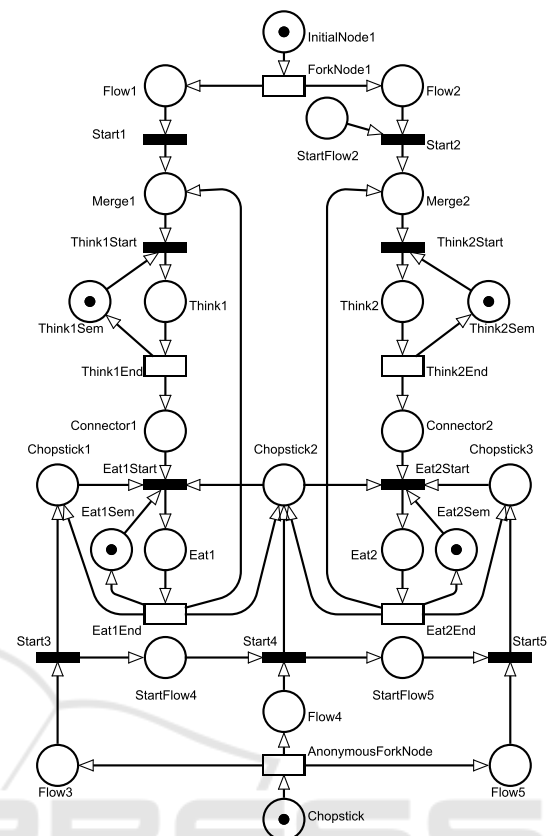 InitialNode1
ForkNode1
Flow1
Flow2
Start1
StartFlow2
Start2
Merge1
Merge2
Think1Start
Think2Start
Think1
Think2
Think1Sem
Think2Sem
Think1End
Think2End
Connector1
Connector2
Chopstick1
Eat1Start
Chopstick2
Eat2Start
Chopstick3
Eat1Sem
Eat2Sem
Eat1
Eat2
Eat1End
Eat2End
Start3
Start4
Start5
StartFlow4
StartFlow5
Flow4
AnonymousForkNode
Flow3
Flow5
Chopstick